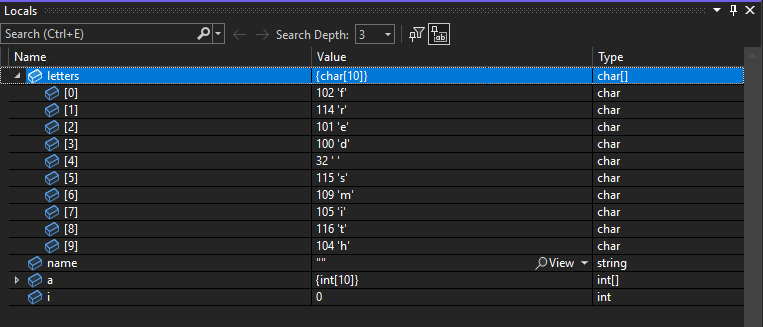 Locals
Search (Ctrl+E) Search Depth: 3
Name Value Type
letters {char[10]} char[]
[0] 102 'f' char
[1] 114 'r' char
[2] 101 'e' char
[3] 100 'd' char
[4] 32 ' ' char
[5] 115 's' char
[6] 109 'm' char
[7] 105 'i' char
[8] 116 't' char
[9] 104 'h' char
name "" View string
a {int[10]} int[]
i 0 int